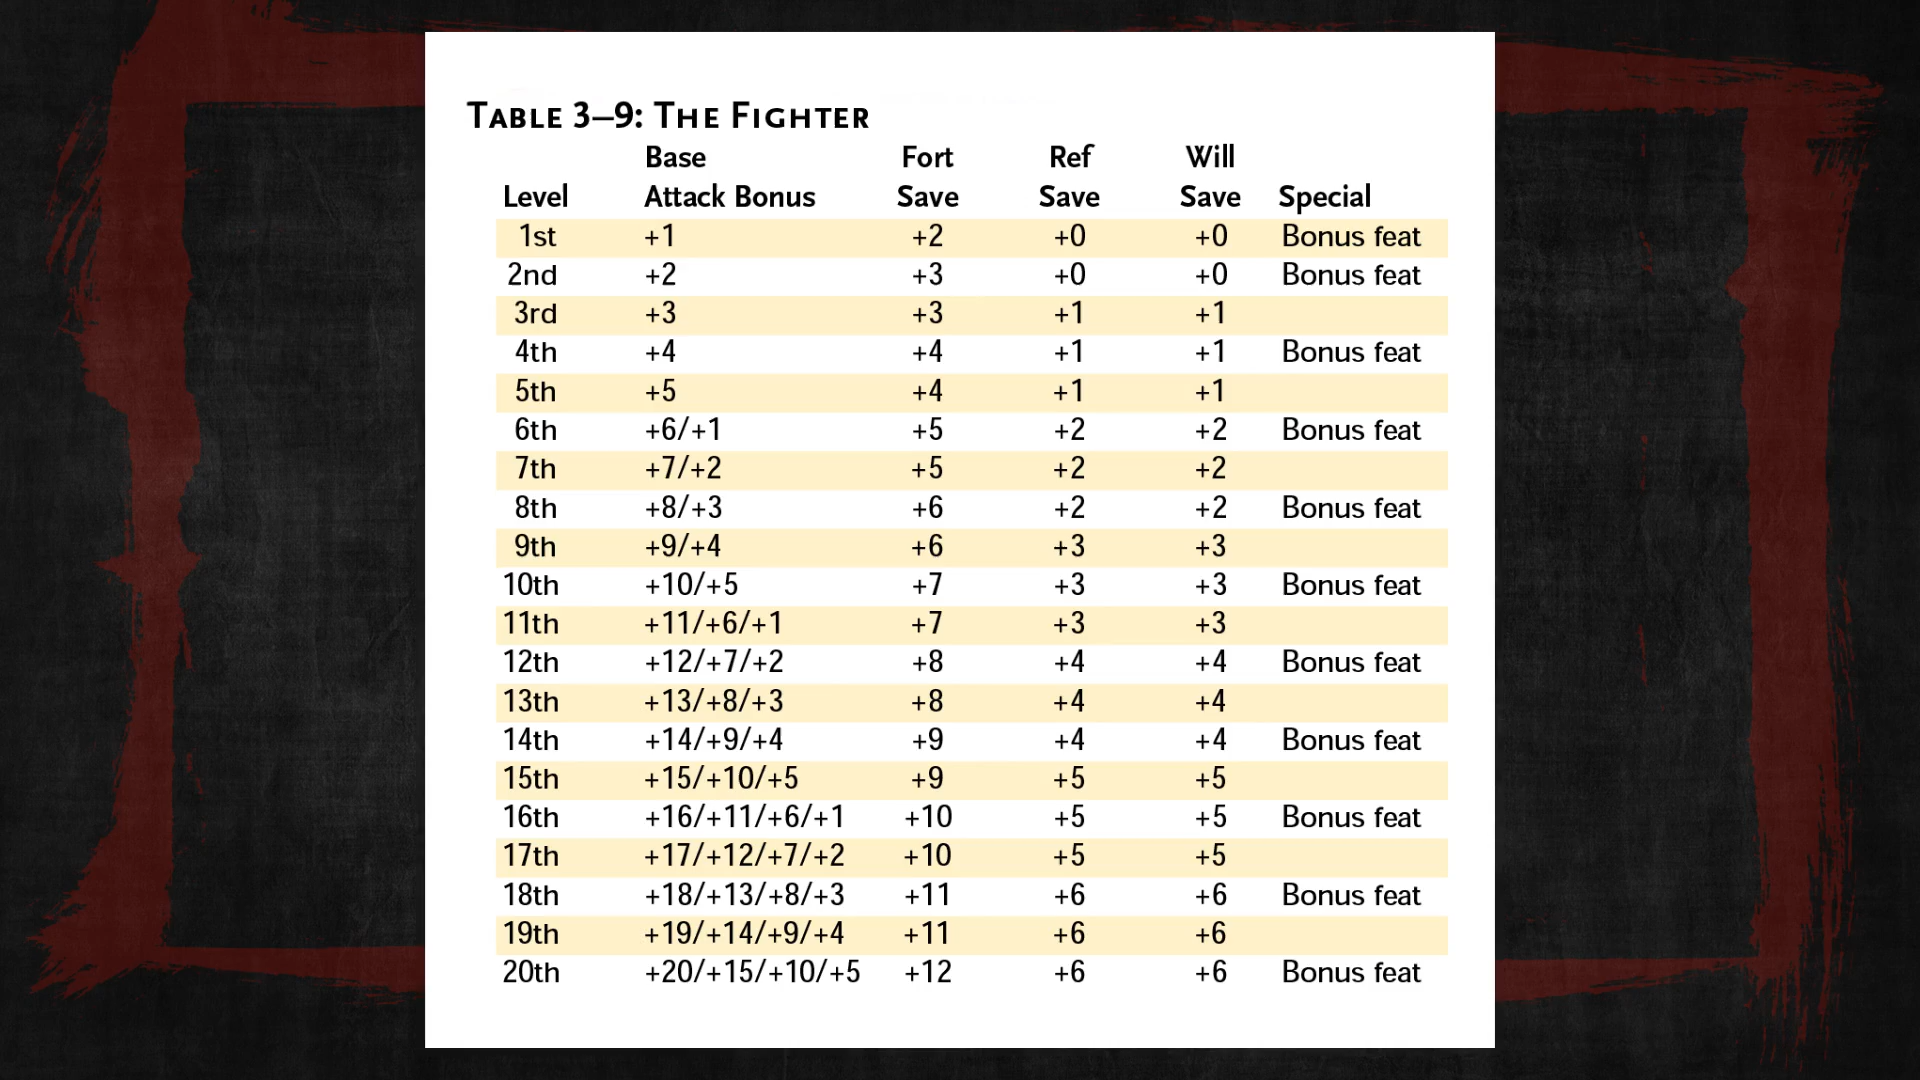 TABLE 3–9: THE FIGHTER
Base Fort Ref Will
Level Attack Bonus Save Save Save Special
1st +1 +2 +0 +0 Bonus feat
2nd +2 +3 +0 +0 Bonus feat
3rd +3 +3 +1 +1
4th +4 +4 +1 +1 Bonus feat
5th +5 +4 +1 +1
6th +6/+1 +5 +2 +2 Bonus feat
7th +7/+2 +5 +2 +2
8th +8/+3 +6 +2 +2 Bonus feat
9th +9/+4 +6 +3 +3
10th +10/+5 +7 +3 +3 Bonus feat
11th +11/+6/+1 +7 +3 +3
12th +12/+7/+2 +8 +4 +4 Bonus feat
13th +13/+8/+3 +8 +4 +4
14th +14/+9/+4 +9 +4 +4 Bonus feat
15th +15/+10/+5 +9 +5 +5
16th +16/+11/+6/+1 +10 +5 +5 Bonus feat
17th +17/+12/+7/+2 +10 +5 +5
18th +18/+13/+8/+3 +11 +6 +6 Bonus feat
19th +19/+14/+9/+4 +11 +6 +6
20th +20/+15/+10/+5 +12 +6 +6 Bonus feat